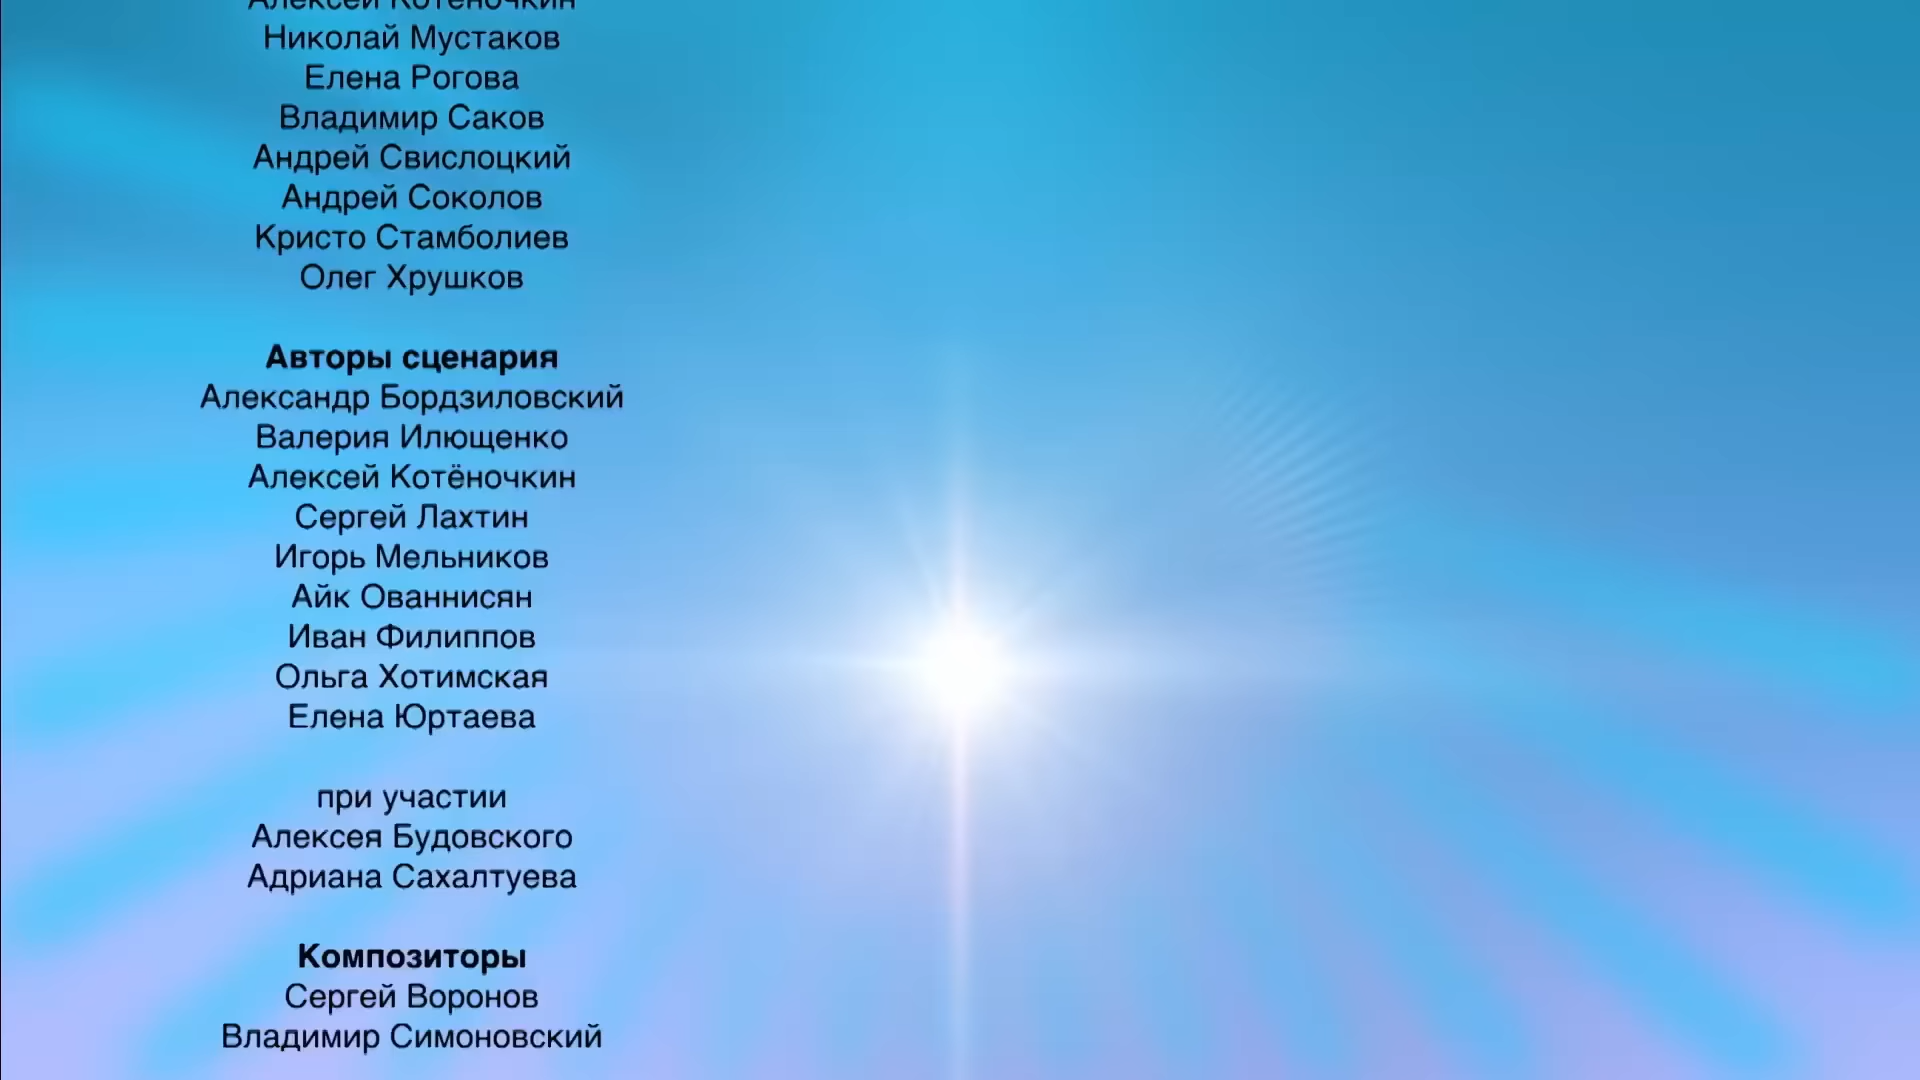 Алексей Котёночкин
Николай Мустаков
Елена Рогова
Владимир Саков
Андрей Свислоцкий
Андрей Соколов
Кристо Стамболиев
Олег Хрушков
Авторы сценария
Александр Бордзиловский
Валерия Илющенко
Алексей Котёночкин
Сергей Лахтин
Игорь Мельников
Айк Ованнисян
Иван Филиппов
Ольга Хотимская
Елена Юртаева
при участии
Алексея Будовского
Адриана Сахалтуева
Композиторы
Сергей Воронов
Владимир Симоновский